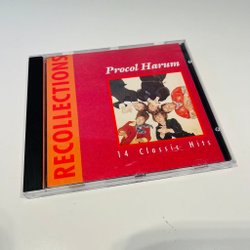 RECOLLECTIONS
Procol Harum
14 Classic Hits